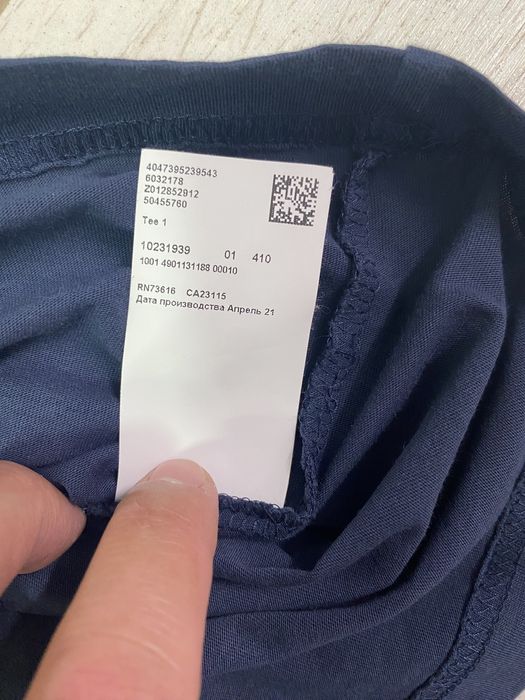 4047395239543
6032178
Z012852912
50455760
Tee 1
10231939 01 410
1001 4901131188 00010
RN73616 CA23115
Дата производства Апрель 21